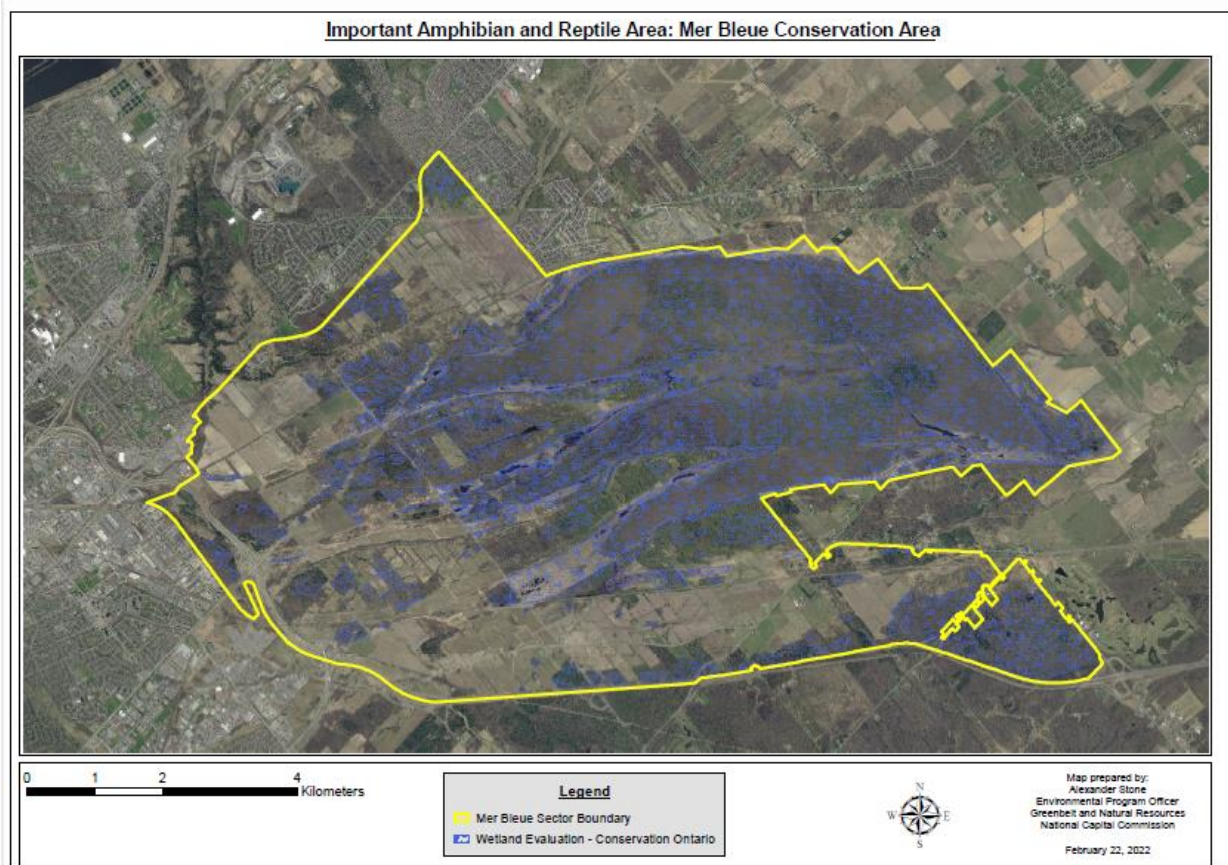 Important Amphibian and Reptile Area: Mer Bleue Conservation Area
0 1 2 4
Kilometers
Legend
Mer Bleue Sector Boundary
Wetland Evaluation - Conservation Ontario
N
W E
S
Map prepared by:
Alexander Stone
Environmental Program Officer
Greenbelt and Natural Resources
National Capital Commission
February 22, 2022